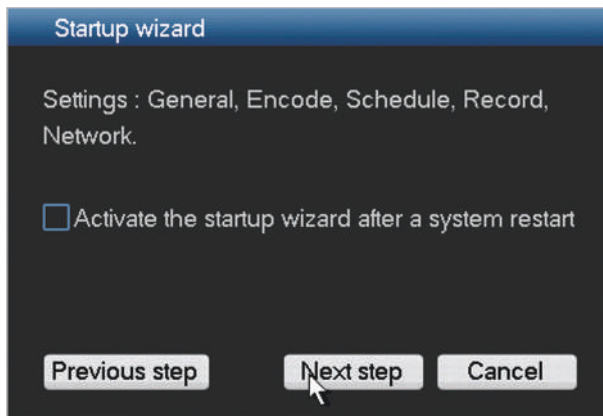 Startup wizard
Settings : General, Encode, Schedule, Record,
Network.
Activate the startup wizard after a system restart
Previous step Next step Cancel